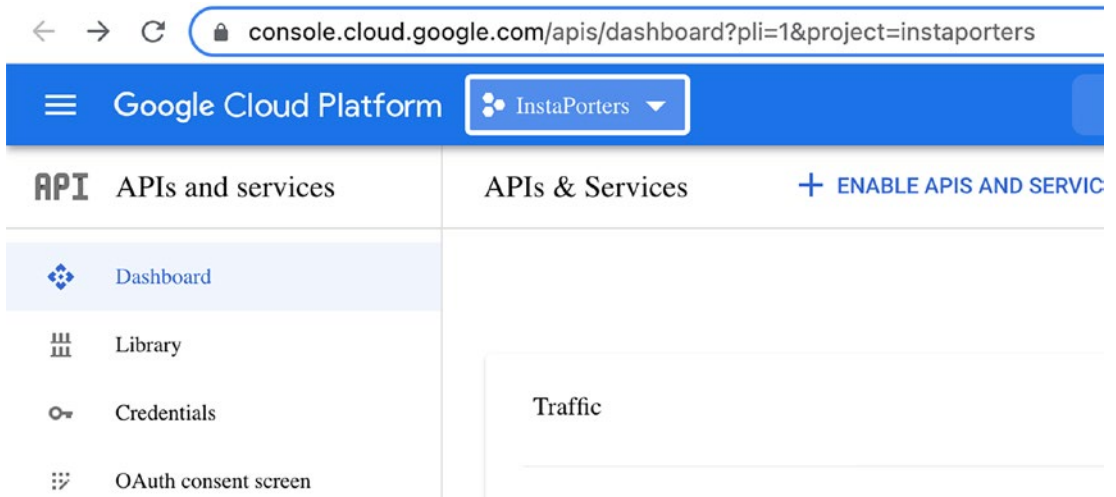 console.cloud.google.com/apis/dashboard?pli=1&project=instaporters
Google Cloud Platform InstaPorters
API APIs and services
APIs & Services + ENABLE APIS AND SERVIC
Dashboard
Library
Credentials
OAuth consent screen
Traffic